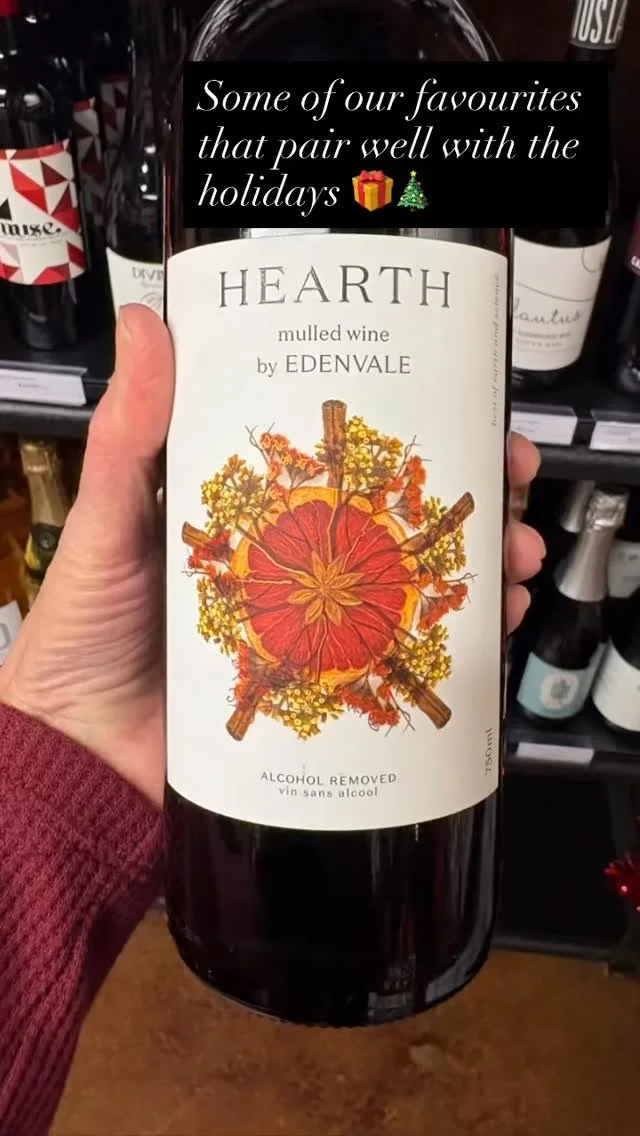 Some of our favourites
that pair well with the
holidays 🎁🎄
HEARTH
mulled wine
by EDENVALE
ALCOHOL REMOVED
vin sans alcool
750ml